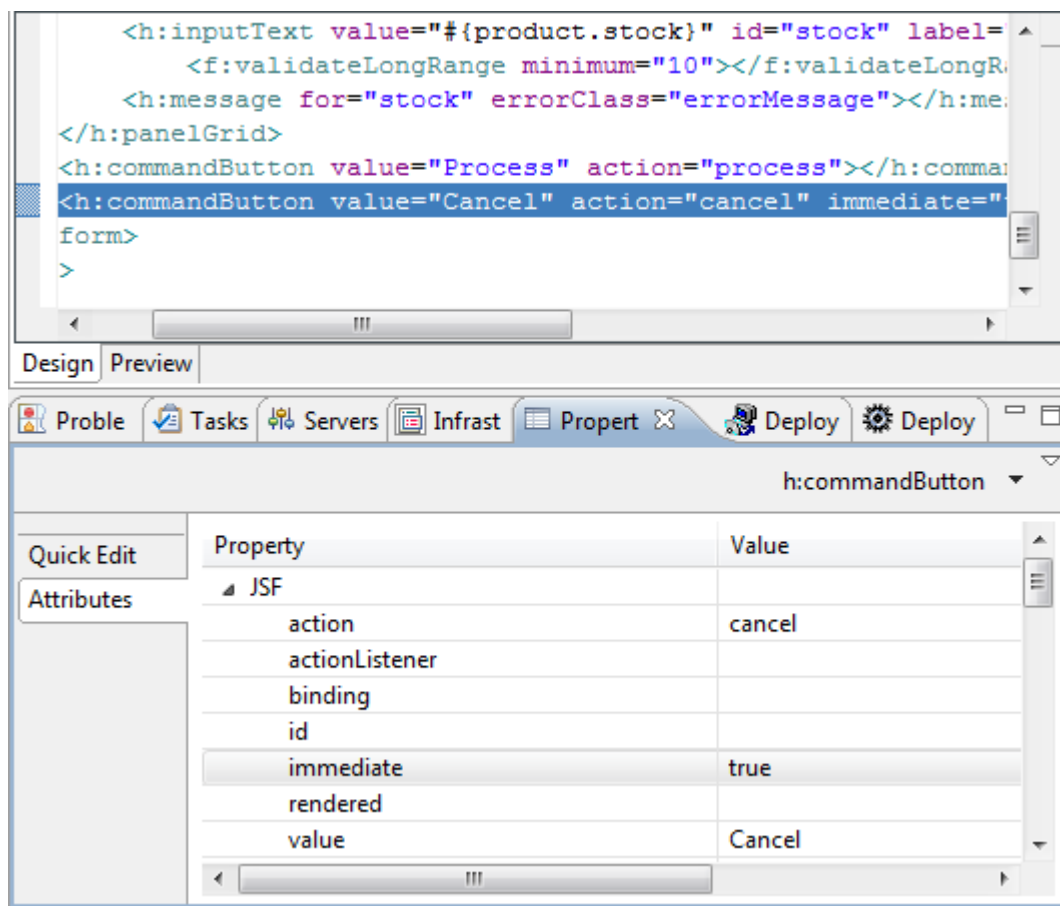 <h:inputText value="#{product.stock}" id="stock" label=
<f:validateLongRange minimum="10"></f:validateLongRa
<h:message for="stock" errorClass="errorMessage"></h:me
</h:panelGrid>
<h:commandButton value="Process" action="process"></h:comma
<h:commandButton value="Cancel" action="cancel" immediate="
form>
>
Design Preview
Proble Tasks Servers Infrast Propert Deploy Deploy
h:commandButton
Quick Edit
Attributes
Property Value
JSF
action cancel
actionListener
binding
id
immediate true
rendered
value Cancel